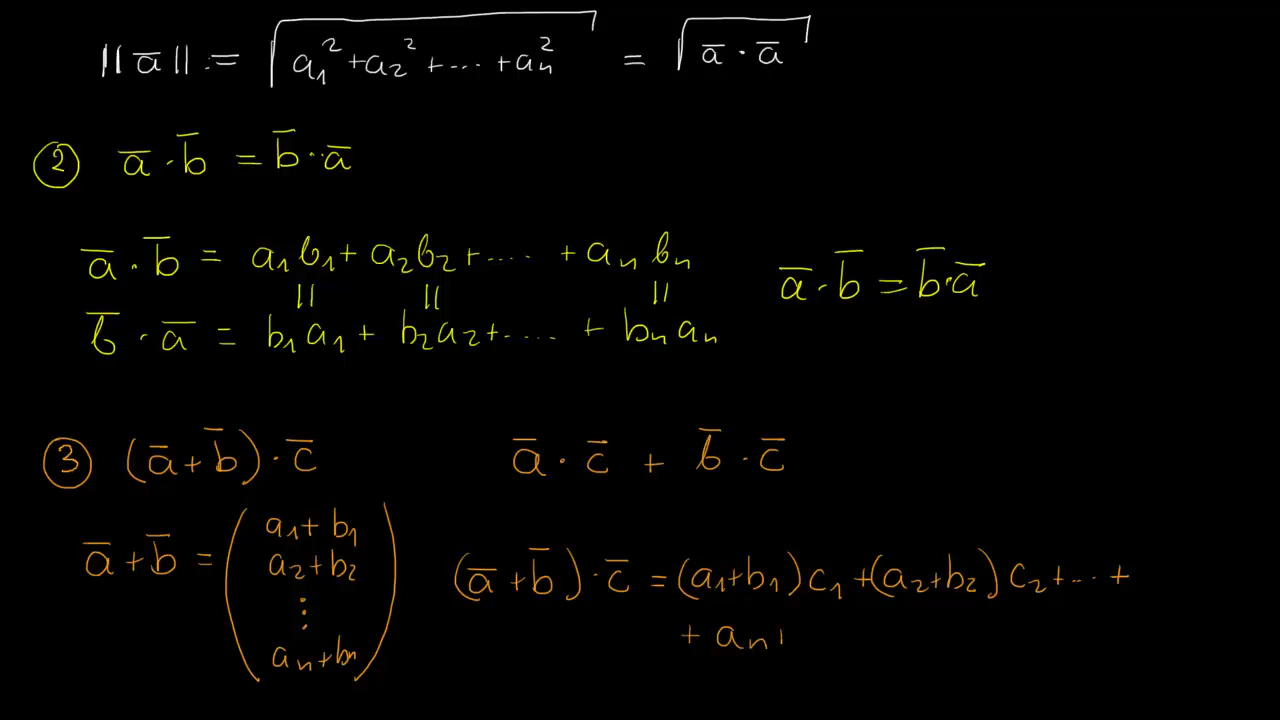 ||a̅|| := √(a₁² + a₂² + .... + aₙ²) = √(a̅ · a̅)
② a̅ · b̅ = b̅ · a̅
a̅ · b̅ = a₁b₁ + a₂b₂ + .... + aₙbₙ
|| || ||
a̅ · b̅ = b̅ · a̅
b̅ · a̅ = b₁a₁ + b₂a₂ + .... + bₙaₙ
③ (a̅ + b̅) · c̅ a̅ · c̅ + b̅ · c̅
a̅ + b̅ = ( a₁ + b₁
a₂ + b₂
⋮
aₙ + bₙ )
(a̅ + b̅) · c̅ = (a₁ + b₁)c₁ + (a₂ + b₂)c₂ + ... +
+ aₙ